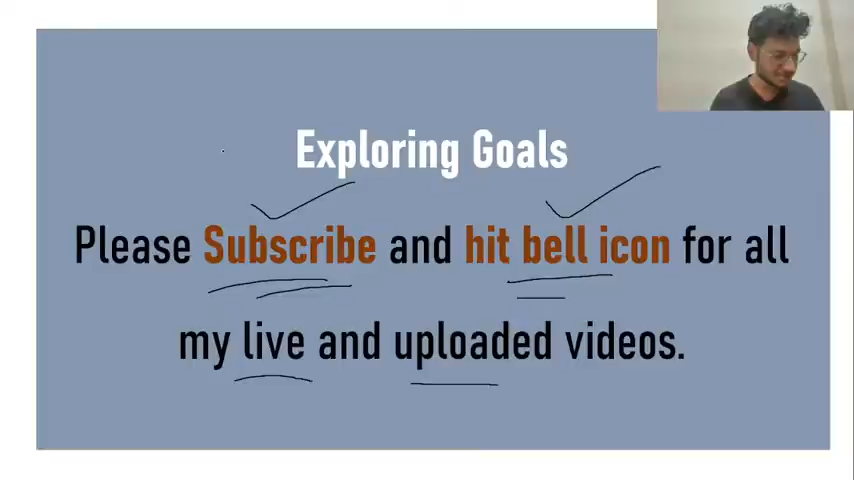 Exploring Goals
Please Subscribe and hit bell icon for all
my live and uploaded videos.